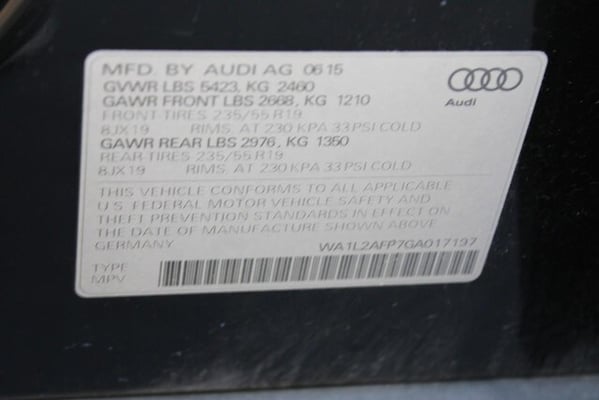 MFD. BY AUDI AG 06 15
GVWR LBS 5423, KG 2460
GAWR FRONT LBS 2668, KG 1210
FRONT TIRES 235/55 R19
8JX19 RIMS. AT 230 KPA 33 PSI COLD
GAWR REAR LBS 2976, KG 1350
REAR TIRES 235/55 R19
8JX19 RIMS. AT 230 KPA 33 PSI COLD
THIS VEHICLE CONFORMS TO ALL APPLICABLE
U.S. FEDERAL MOTOR VEHICLE SAFETY AND
THEFT PREVENTION STANDARDS IN EFFECT ON
THE DATE OF MANUFACTURE SHOWN ABOVE.
GERMANY WA1L2AFP7GA017197
TYPE
MPV
Audi